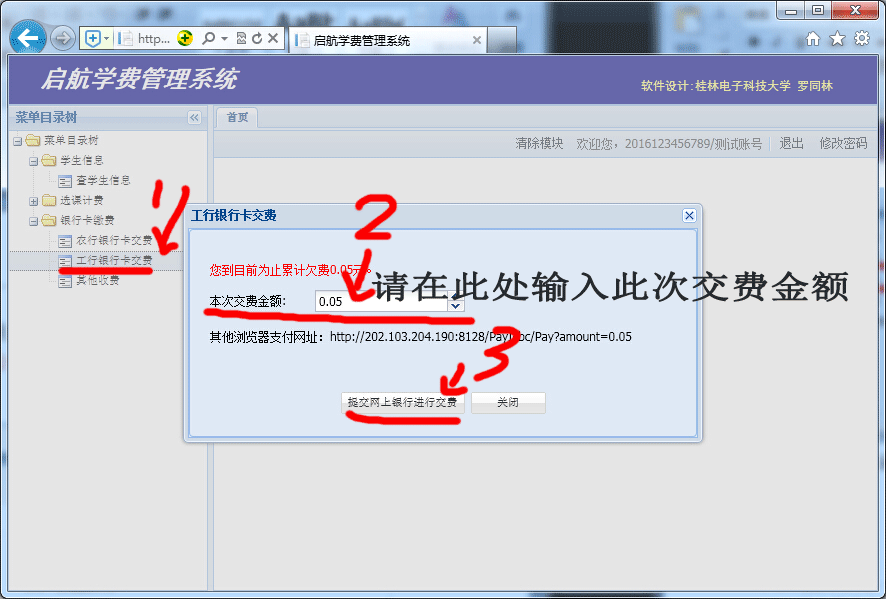 http...
启航学费管理系统
启航学费管理系统
软件设计:桂林电子科技大学 罗同林
菜单目录树
首页
清除模块 欢迎您，2016123456789/测试账号 退出 修改密码
菜单目录树
学生信息
查学生信息
选课计费
银行卡缴费
农行银行卡交费
工行银行卡交费
其他收费
1
工行银行卡交费
2
您到目前为止累计欠费0.05元。
请在此处输入此次交费金额
本次交费金额: 0.05
其他浏览器支付网址: http://202.103.204.190:8128/Pay
oc/Pay?amount=0.05
3
提交网上银行进行交费 关闭